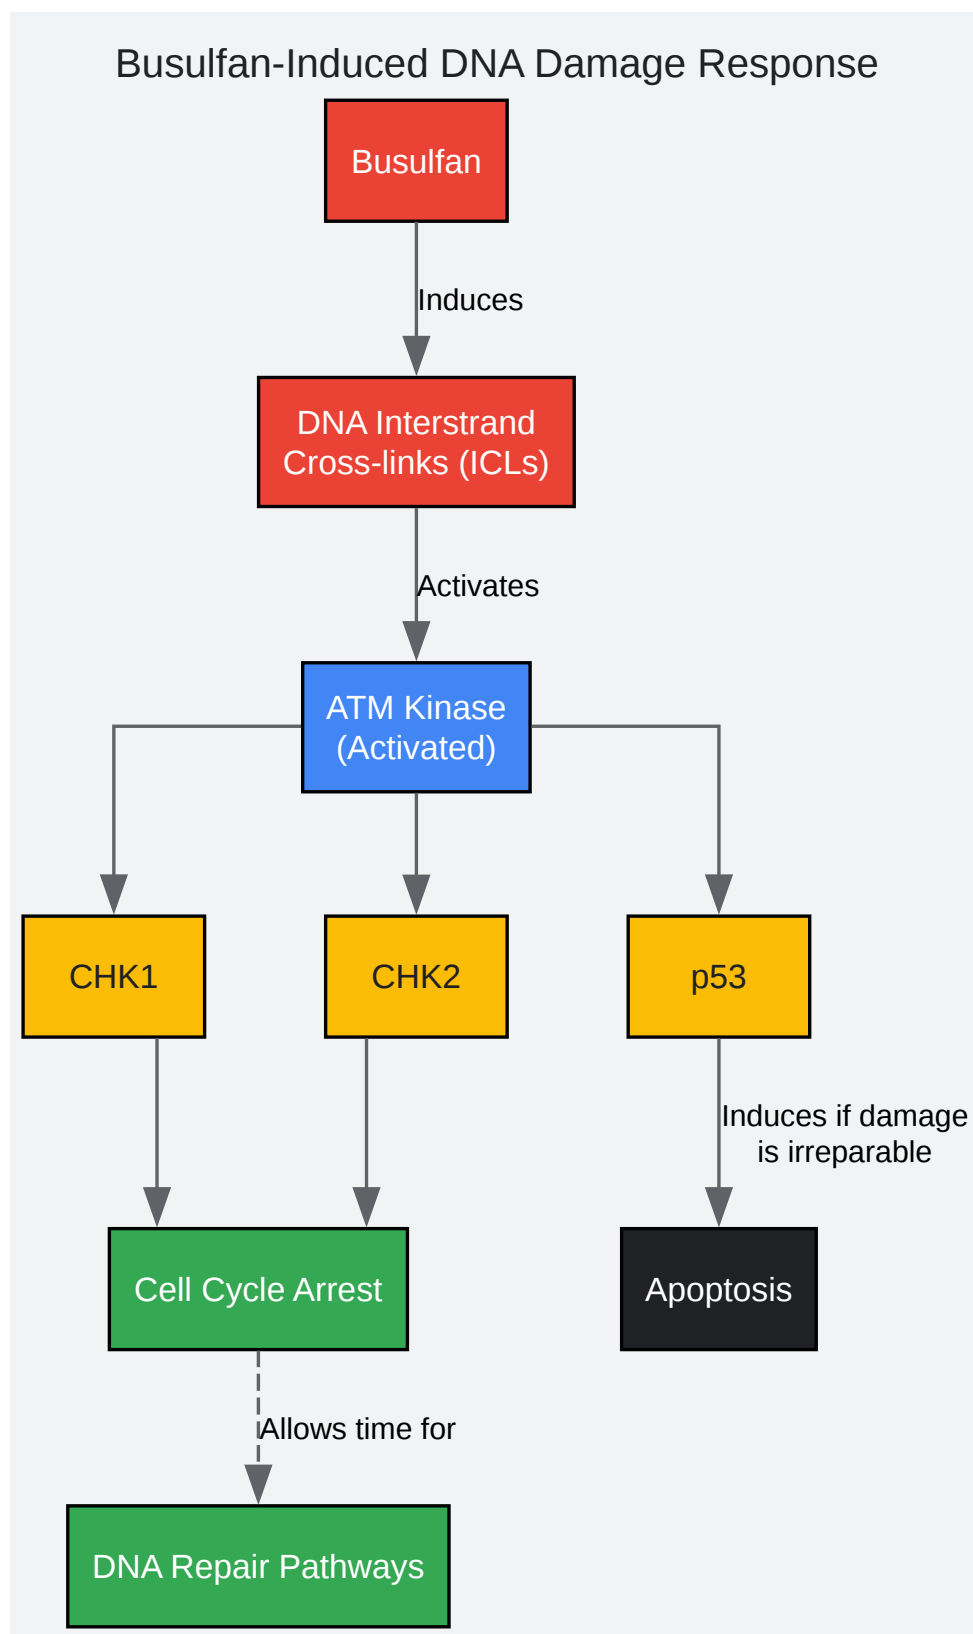 Busulfan-Induced DNA Damage Response
Busulfan
Induces
DNA Interstrand
Cross-links (ICLs)
Activates
ATM Kinase
(Activated)
CHK1
CHK2
p53
Induces if damage
is irreparable
Cell Cycle Arrest
Apoptosis
Allows time for
DNA Repair Pathways